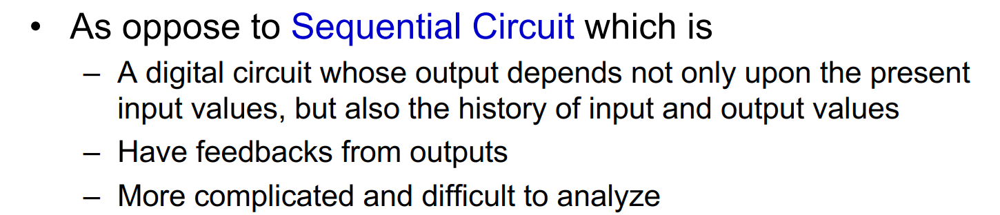 • As oppose to Sequential Circuit which is
– A digital circuit whose output depends not only upon the present
input values, but also the history of input and output values
– Have feedbacks from outputs
– More complicated and difficult to analyze